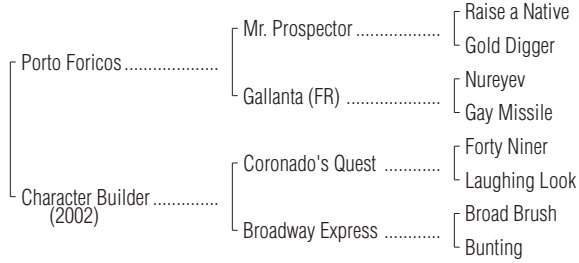 Raise a Native
Mr. Prospector ..................
Gold Digger
Porto Foricos ....................
Nureyev
Gallanta (FR) ....................
Gay Missile
Forty Niner
Coronado's Quest ............
Laughing Look
Character Builder ..............
(2002)
Broad Brush
Broadway Express ............
Bunting